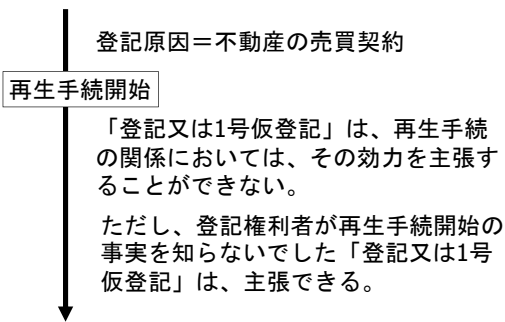 登記原因＝不動産の売買契約
再生手続開始
「登記又は1号仮登記」は、再生手続
の関係においては、その効力を主張す
ることができない。
ただし、登記権利者が再生手続開始の
事実を知らないでした「登記又は1号
仮登記」は、主張できる。